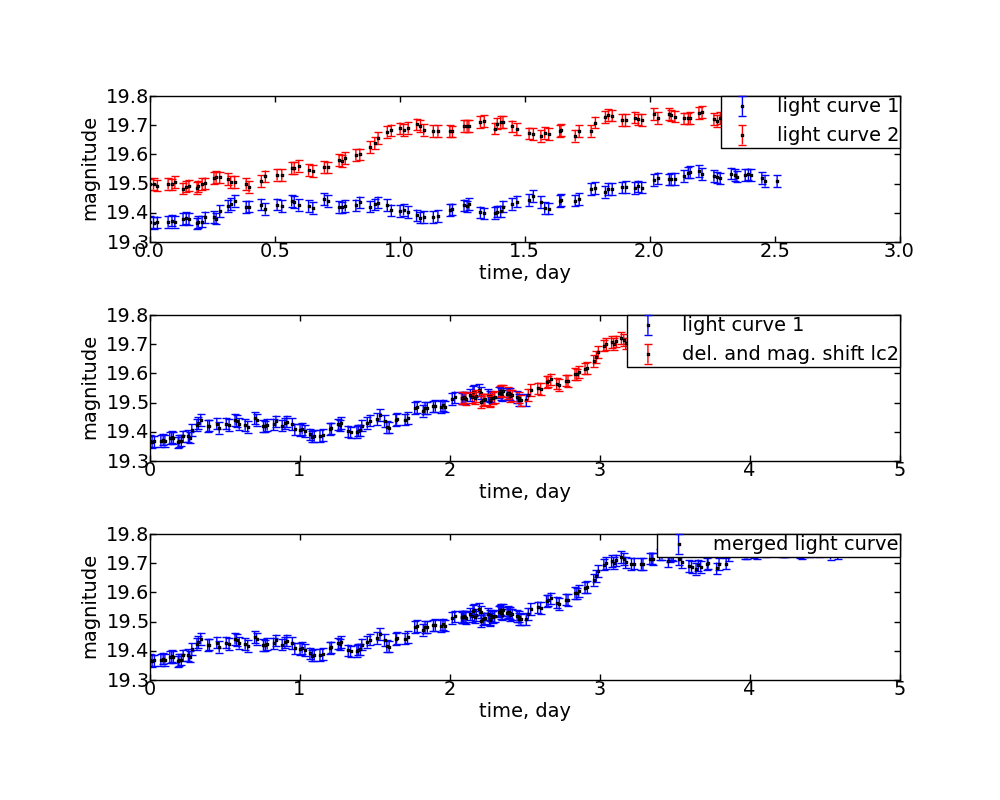 19.8
19.7
19.6
19.5
19.4
19.3
magnitude
light curve 1
light curve 2
0.0 0.5 1.0 1.5 2.0 2.5 3.0
time, day
19.8
19.7
19.6
19.5
19.4
19.3
magnitude
light curve 1
del. and mag. shift lc2
0 1 2 3 4 5
time, day
19.8
19.7
19.6
19.5
19.4
19.3
magnitude
merged light curve
0 1 2 3 4 5
time, day